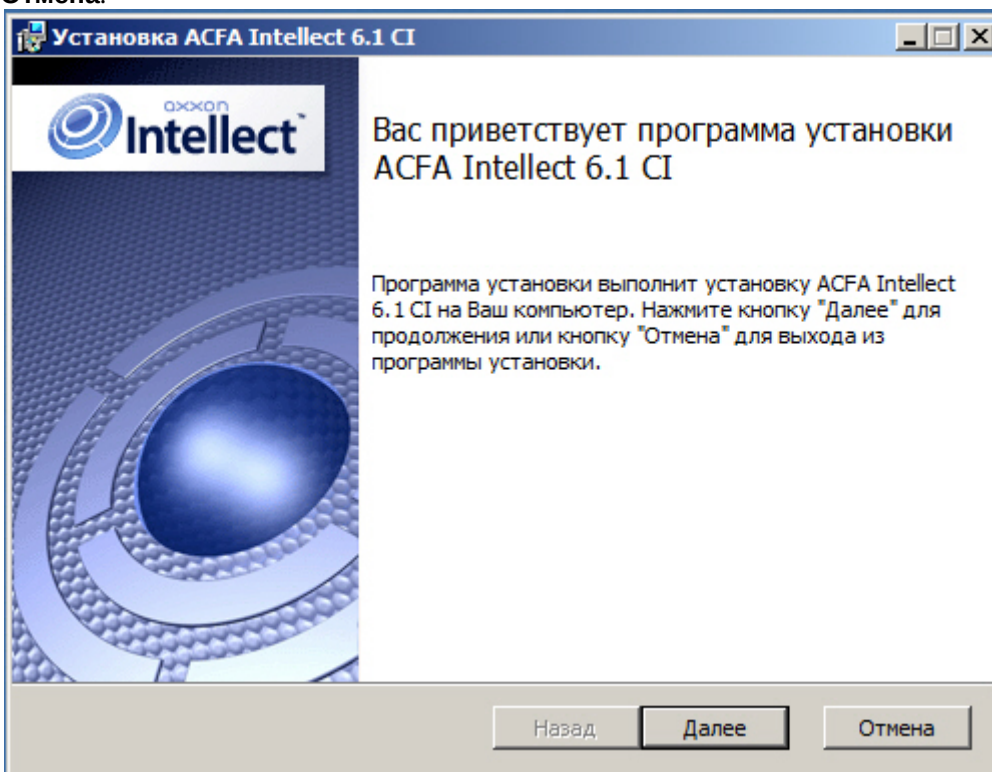 Отмена.
Установка ACFA Intellect 6.1 CI
axxon
Intellect™
Вас приветствует программа установки
ACFA Intellect 6.1 CI
Программа установки выполнит установку ACFA Intellect
6.1 CI на Ваш компьютер. Нажмите кнопку "Далее" для
продолжения или кнопку "Отмена" для выхода из
программы установки.
Назад
Далее
Отмена